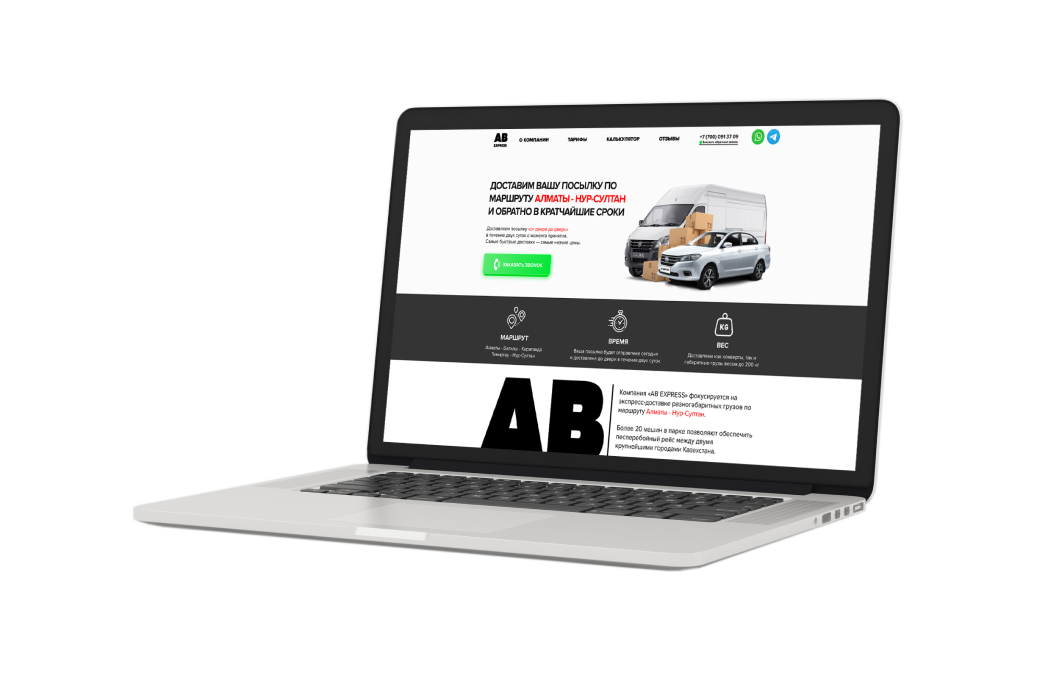 AB
EXPRESS
О КОМПАНИИ
ТАРИФЫ
КАЛЬКУЛЯТОР
ОТЗЫВЫ
+7 (700) 091 37 09
Заказать обратный звонок
ДОСТАВИМ ВАШУ ПОСЫЛКУ ПО
МАРШРУТУ АЛМАТЫ - НУР-СУЛТАН
И ОБРАТНО В КРАТЧАЙШИЕ СРОКИ
Доставляем посылку «от двери до двери»
в течение двух суток с момента принятия.
Самые быстрые доставки — самые низкие цены.
ЗАКАЗАТЬ ЗВОНОК
KG
МАРШРУТ
Алматы - Балхаш - Караганда
Темиртау - Нур-Султан
ВРЕМЯ
Ваша посылка будет отправлена сегодня
и доставлена до двери в течение двух суток
ВЕС
Доставляем как конверты, так и
габаритные грузы весом до 200 кг
AB
Компания «AB EXPRESS» фокусируется на
экспресс-доставке разногабаритных грузов по
маршруту Алматы - Нур-Султан.
Более 20 машин в парке позволяют обеспечить
песперебойный рейс между двумя
крупнейшими городами Казахстана.